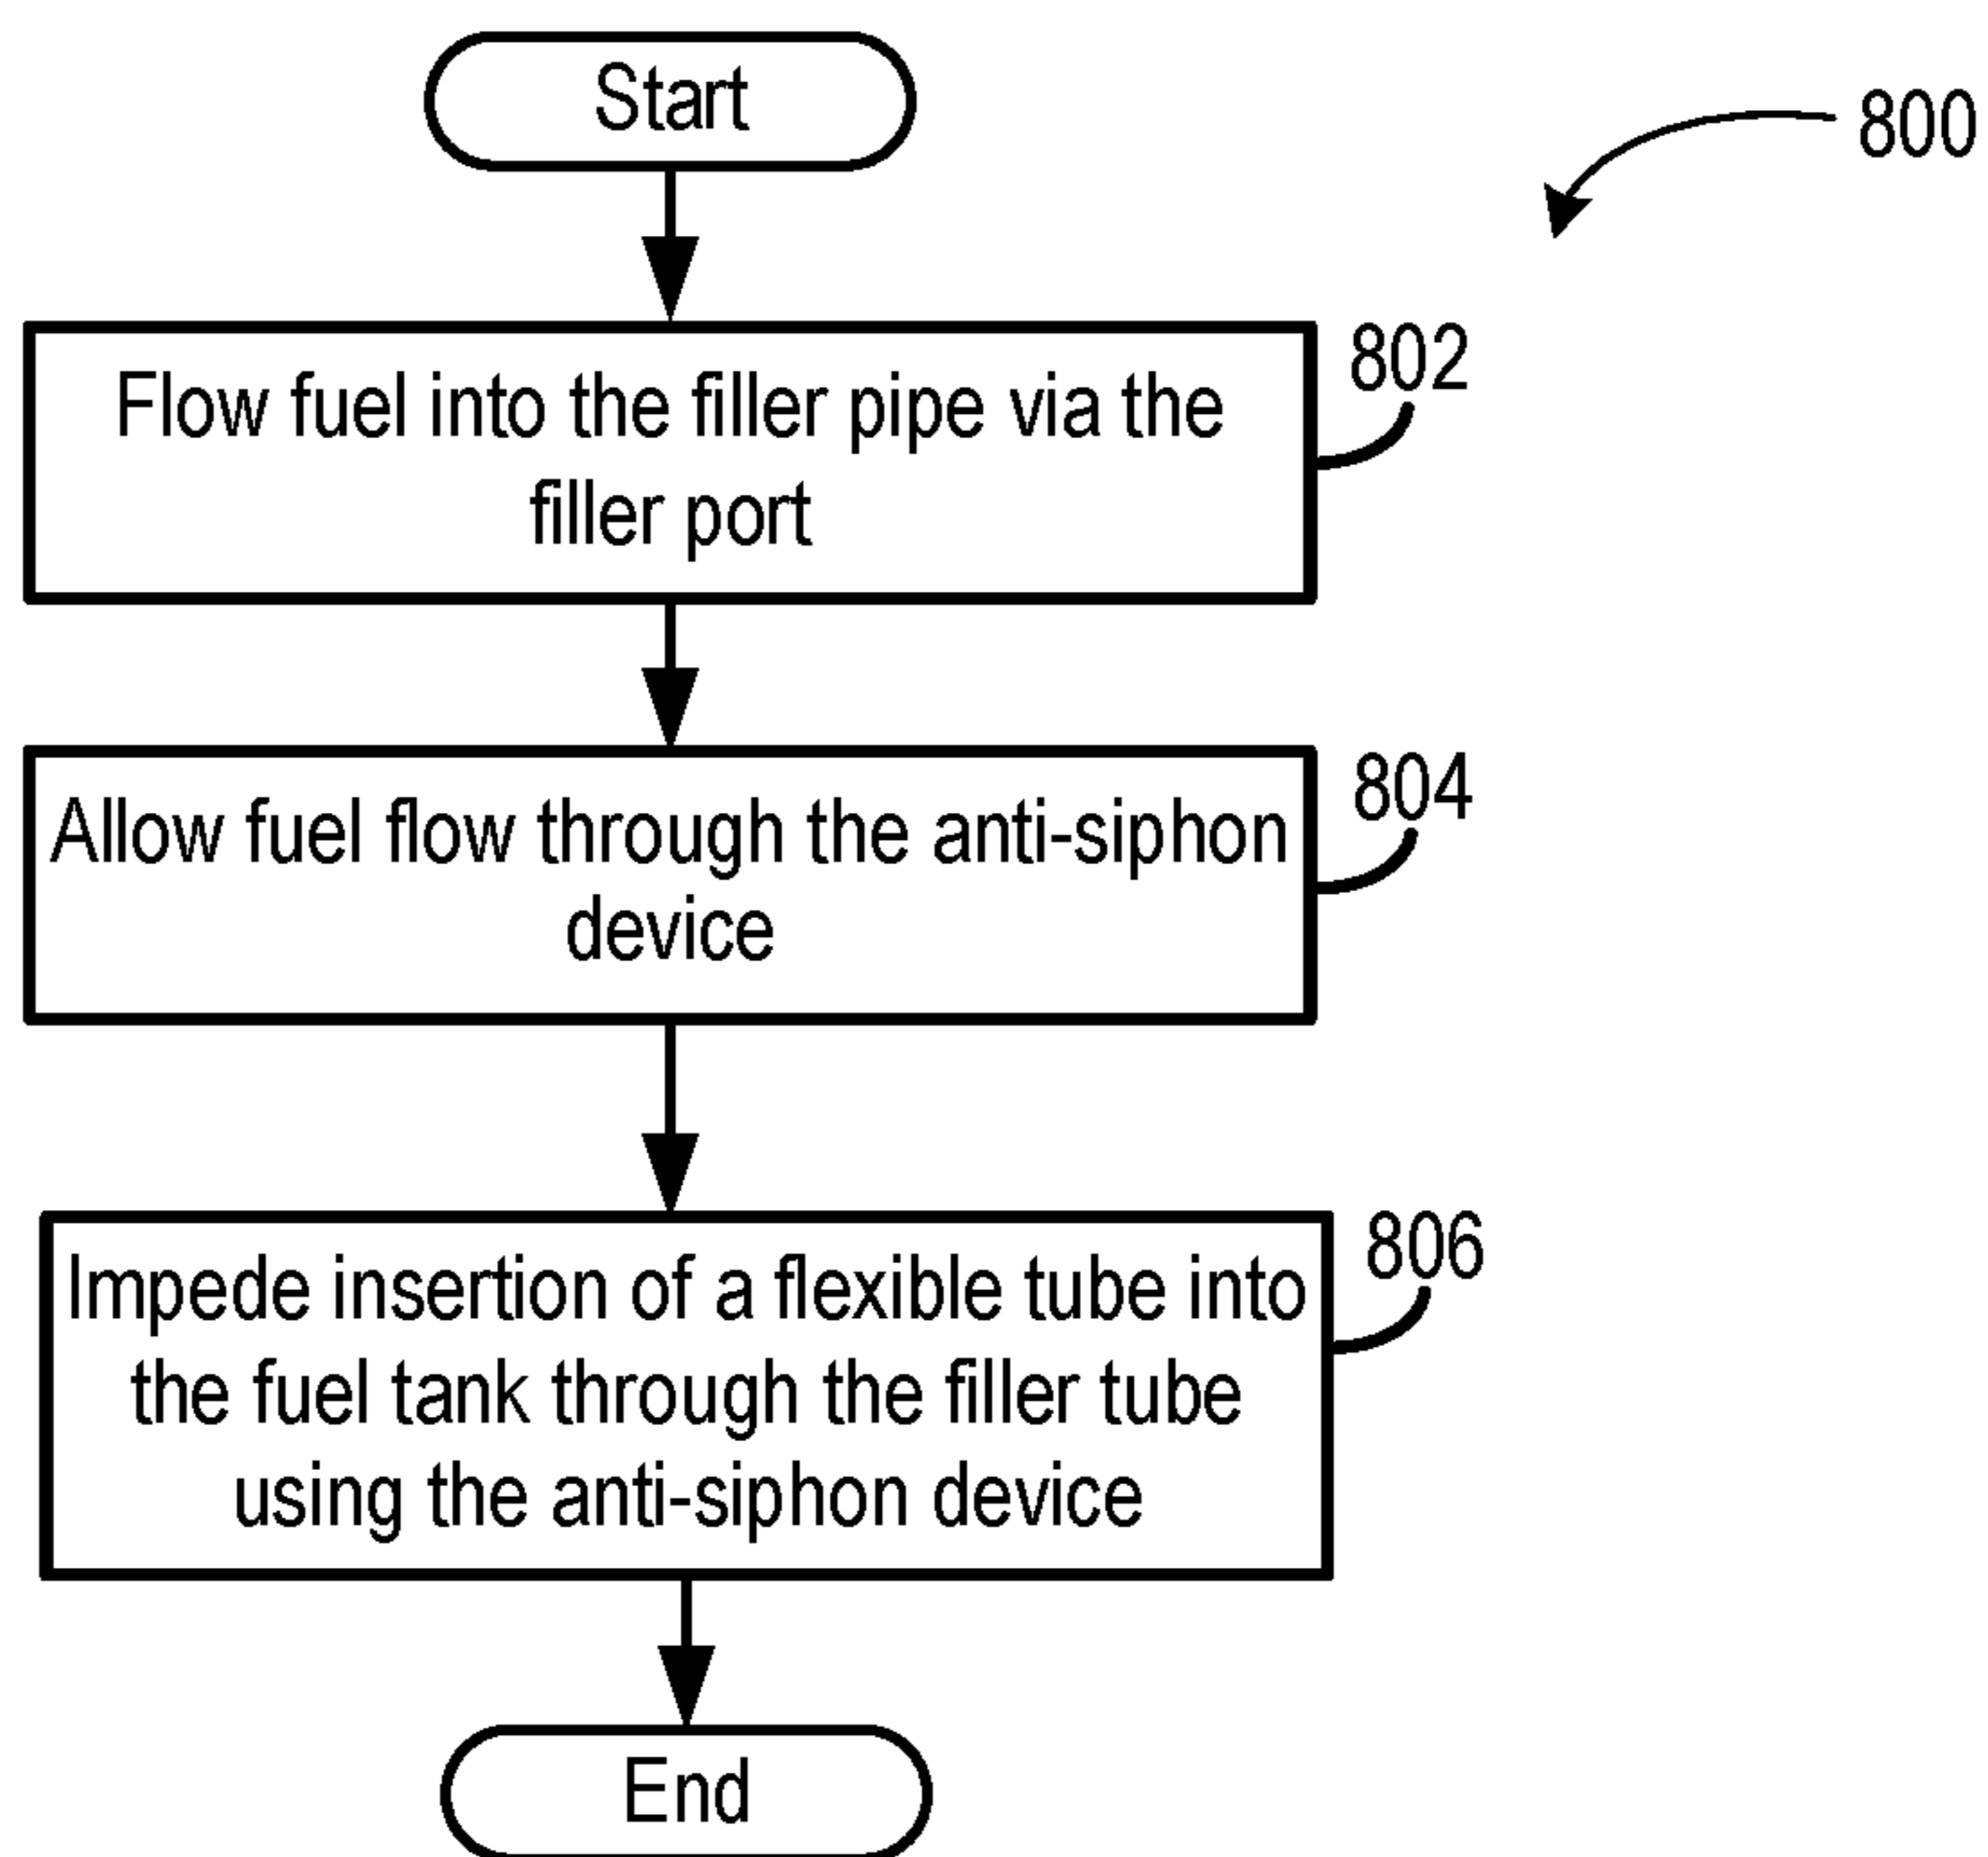 Start
800
Flow fuel into the filler pipe via the
filler port
802
Allow fuel flow through the anti-siphon
device
804
Impede insertion of a flexible tube into
the fuel tank through the filler tube
using the anti-siphon device
806
End